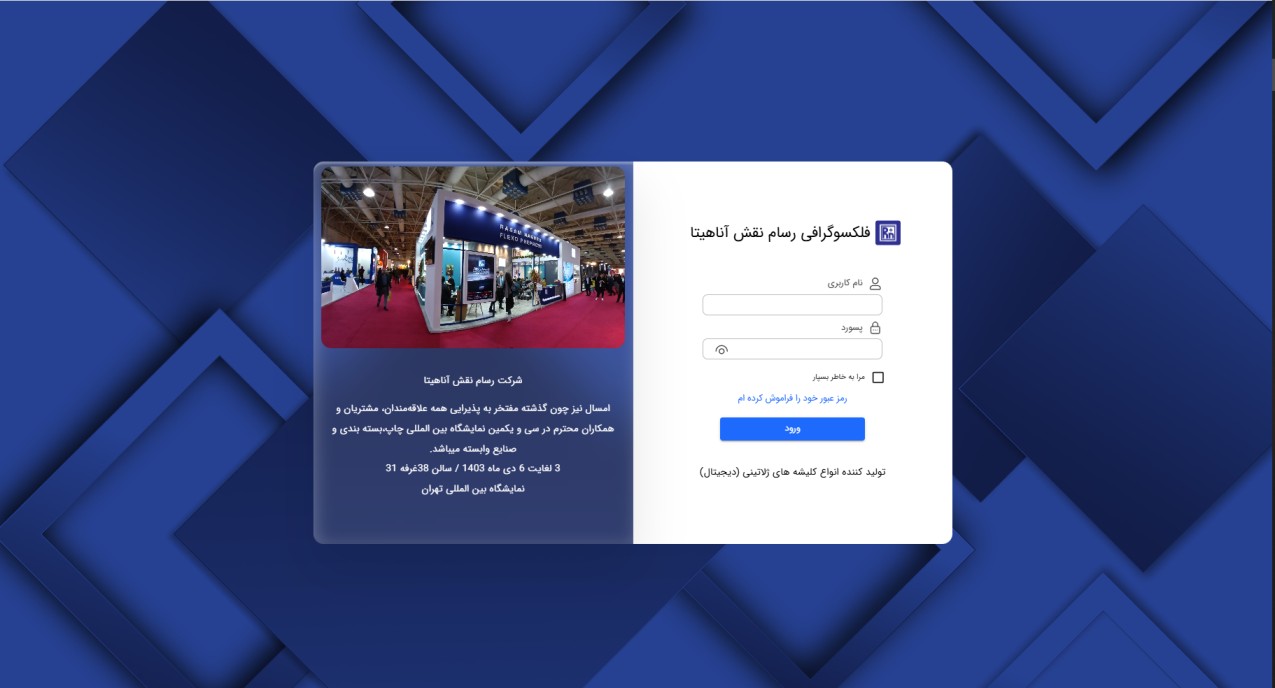 فلکسوگرافی رسام نقش آناهیتا
نام کاربری
پسورد
مرا به خاطر بسپار
رمز عبور خود را فراموش کرده ام
ورود
تولید کننده انواع کلیشه های ژلاتینی (دیجیتال)
شرکت رسام نقش آناهیتا
امسال نیز چون گذشته مفتخر به پذیرایی همه علاقه‌مندان، مشتریان و
همکاران محترم در سی و یکمین نمایشگاه بین المللی چاپ،بسته بندی و
صنایع وابسته میباشد.
3 لغایت 6 دی ماه 1403 / سالن 38غرفه 31
نمایشگاه بین المللی تهران